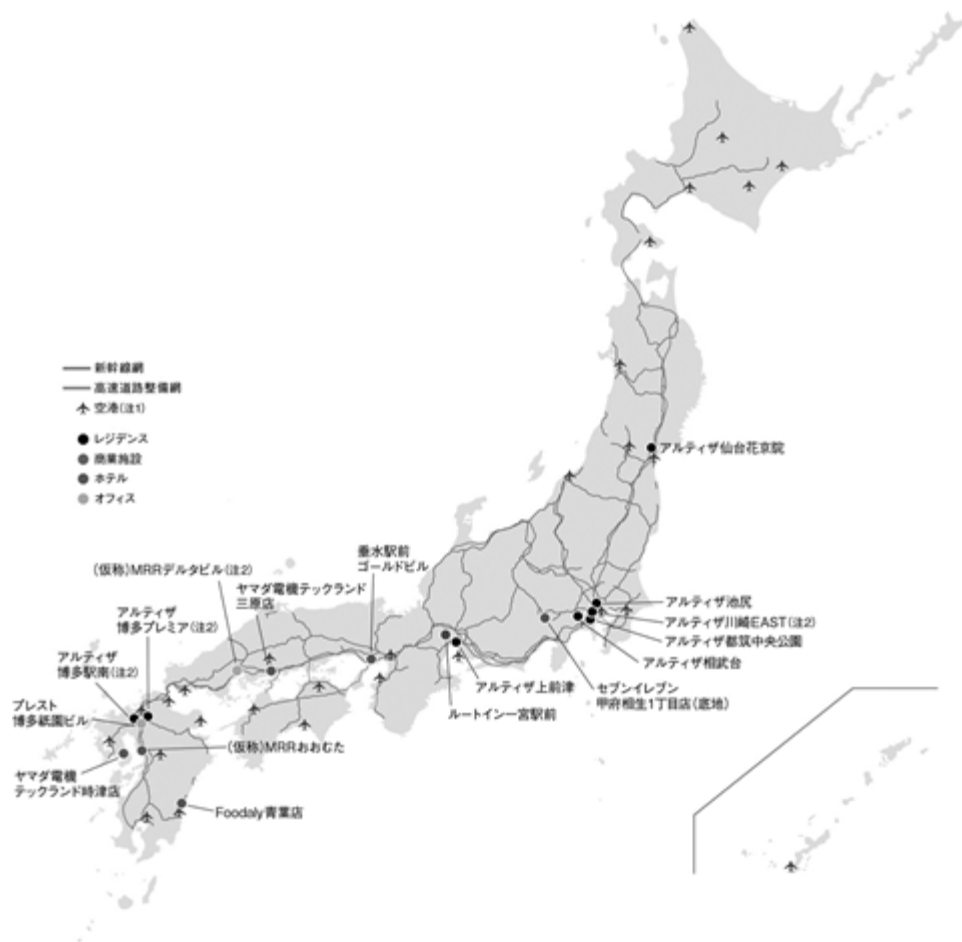 新幹線網
高速道路整備網
空港(注1)
レジデンス
商業施設
ホテル
オフィス
アルティザ仙台花京院
垂水駅前
ゴールドビル
(仮称)MRRデルタビル(注2)
ヤマダ電機テックランド
三原店
アルティザ
博多プレミア(注2)
アルティザ
博多駅南(注2)
プレスト
博多祇園ビル
ヤマダ電機
テックランド時津店
(仮称)MRRおおむた
Foodaly青葉店
アルティザ池尻
アルティザ川崎EAST(注2)
アルティザ都筑中央公園
アルティザ相武台
アルティザ上前津
ルートイン一宮駅前
セブンイレブン
甲府相生1丁目店(底地)